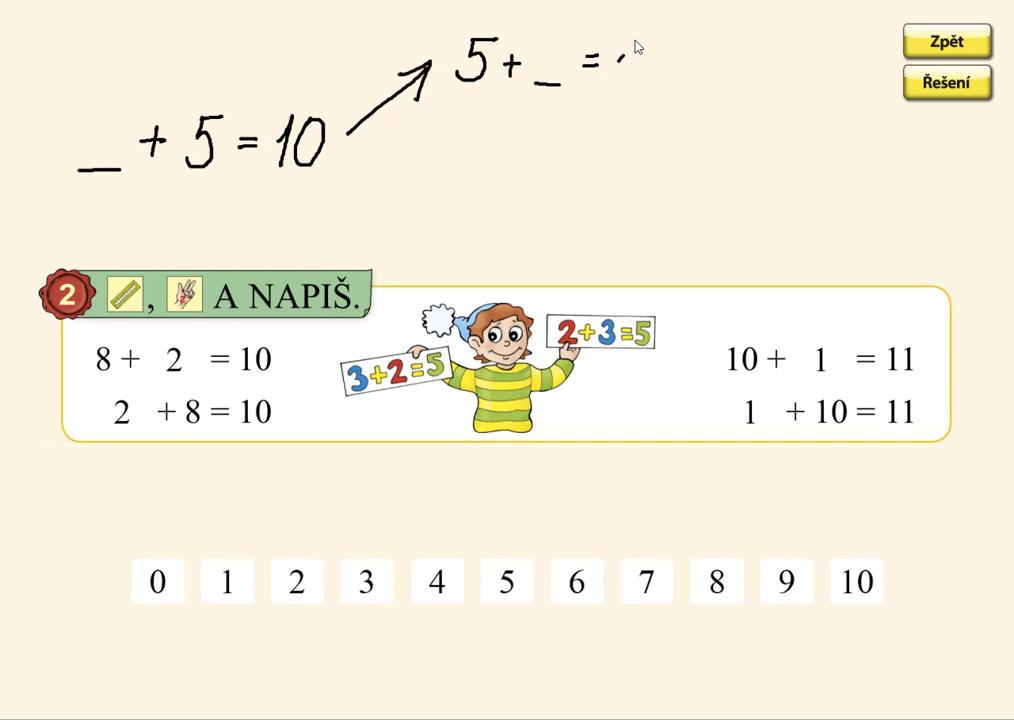 5 + _ =
_ + 5 = 10
Zpět
Řešení
2 , A NAPIŠ.
8 + 2 = 10
2 + 8 = 10
3+2=5
2+3=5
10 + 1 = 11
1 + 10 = 11
0 1 2 3 4 5 6 7 8 9 10